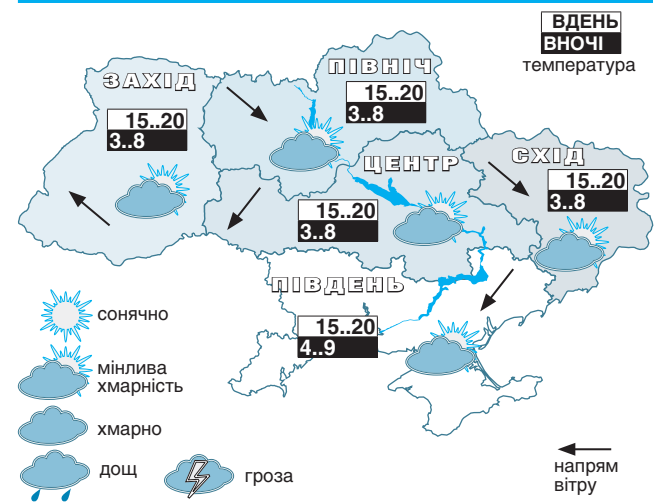 ВДЕНЬ
ВНОЧІ
температура
ЗАХІД
15..20
3..8
ПІВНІЧ
15..20
3..8
ЦЕНТР
15..20
3..8
СХІД
15..20
3..8
ПІВДЕНЬ
15..20
4..9
сонячно
мінлива
хмарність
хмарно
дощ
гроза
напрям
вітру